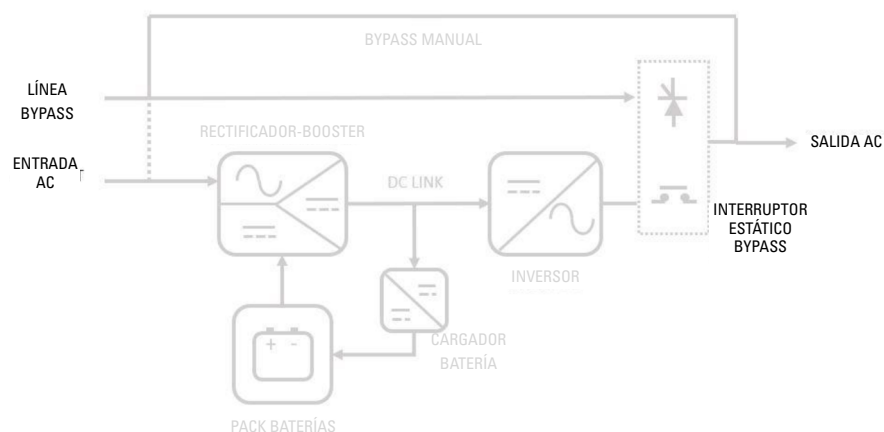 BYPASS MANUAL
LÍNEA
BYPASS
RECTIFICADOR-BOOSTER
ENTRADA
AC
SALIDA AC
DC LINK
INTERRUPTOR
ESTÁTICO
BYPASS
INVERSOR
CARGADOR
BATERÍA
+ -
PACK BATERÍAS